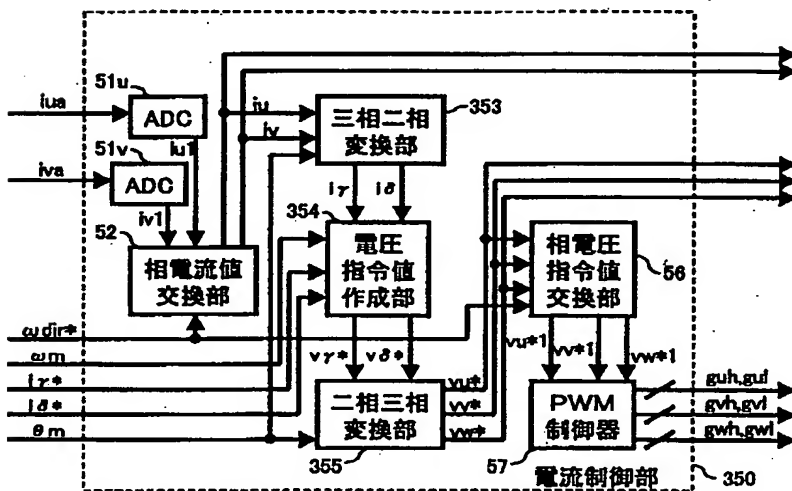 51u
iua
ADC
iu
353
iv
三相二相
変換部
51v
iu1
iva
ADC
iγ
iδ
iv1
354
52
相電流値
交換部
電圧
指令値
作成部
相電圧
指令値
交換部
56
ωdir*
ωm
iγ*
iδ*
θm
vγ*
vδ*
vu*1
vv*1
vw*1
二相三相
変換部
vu*
vv*
vw*
PWM
制御器
guh,gul
gvh,gvl
gwh,gwl
355
57
電流制御部
350